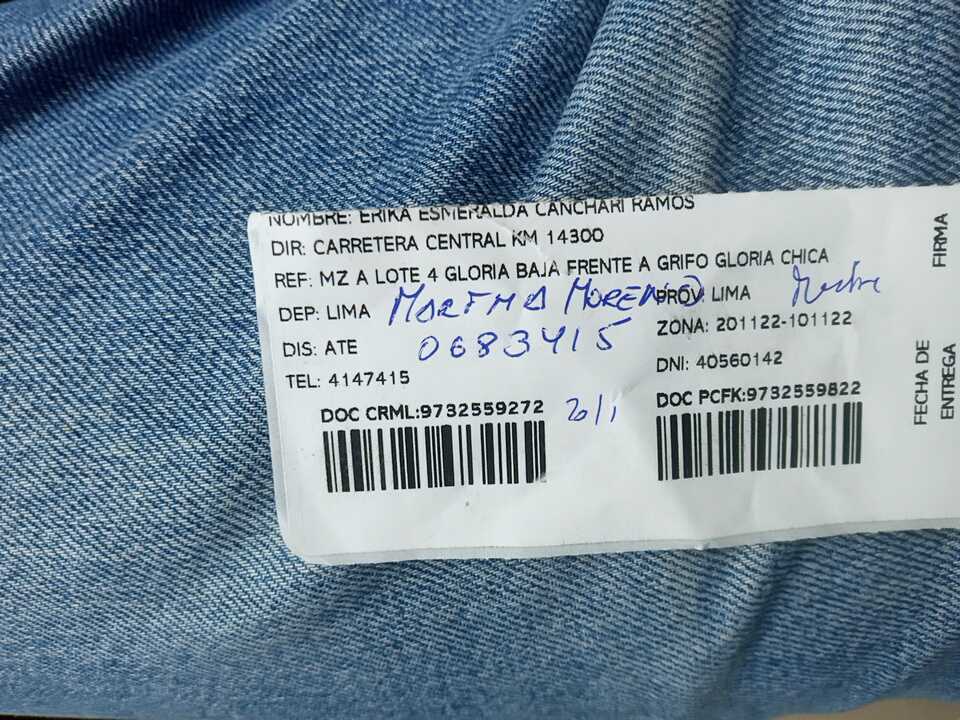 NOMBRE: ERIKA ESMERALDA CANCHARI RAMOS
DIR: CARRETERA CENTRAL KM 14300
REF: MZ A LOTE 4 GLORIA BAJA FRENTE A GRIFO GLORIA CHICA
DEP: LIMA MARTHA MORENO PROV: LIMA
DIS: ATE 0683415 ZONA: 201122-101122
TEL: 4147415 DNI: 40560142
DOC CRML:9732559272 20/1 DOC PCFK:9732559822
FIRMA
FECHA DE
ENTREGA